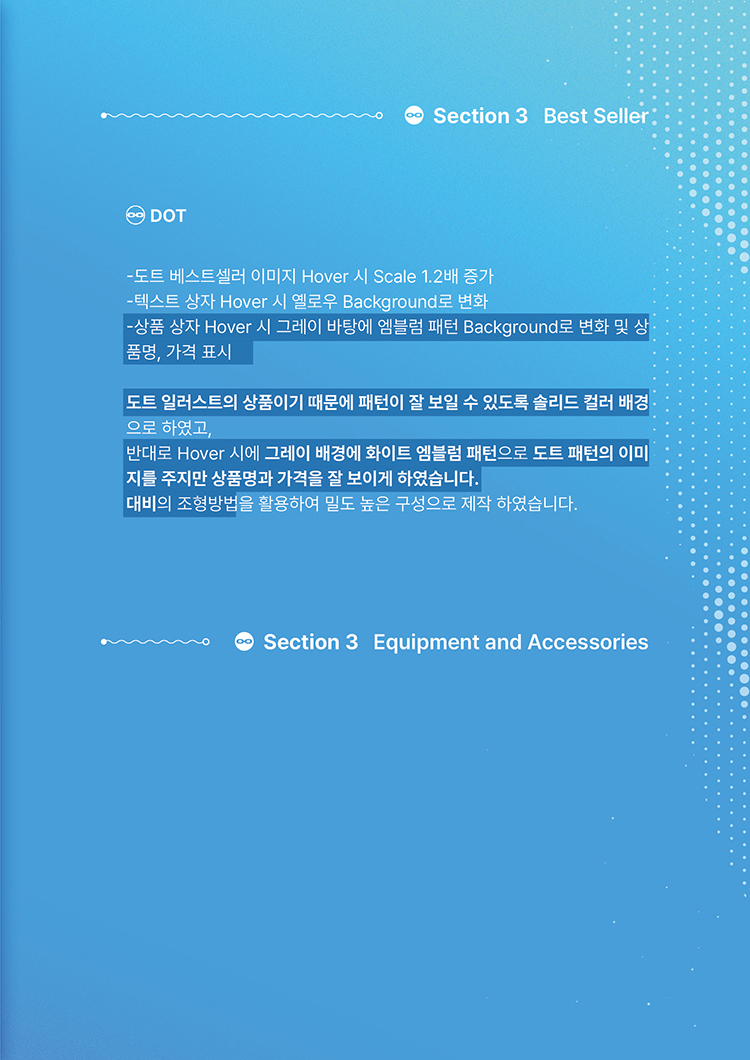 Section 3 Best Seller
DOT
-도트 베스트셀러 이미지 Hover 시 Scale 1.2배 증가
-텍스트 상자 Hover 시 옐로우 Background로 변화
-상품 상자 Hover 시 그레이 바탕에 엠블럼 패턴 Background로 변화 및 상
품명, 가격 표시
도트 일러스트의 상품이기 때문에 패턴이 잘 보일 수 있도록 솔리드 컬러 배경
으로 하였고,
반대로 Hover 시에 그레이 배경에 화이트 엠블럼 패턴으로 도트 패턴의 이미
지를 주지만 상품명과 가격을 잘 보이게 하였습니다.
대비의 조형방법을 활용하여 밀도 높은 구성으로 제작 하였습니다.
Section 3 Equipment and Accessories